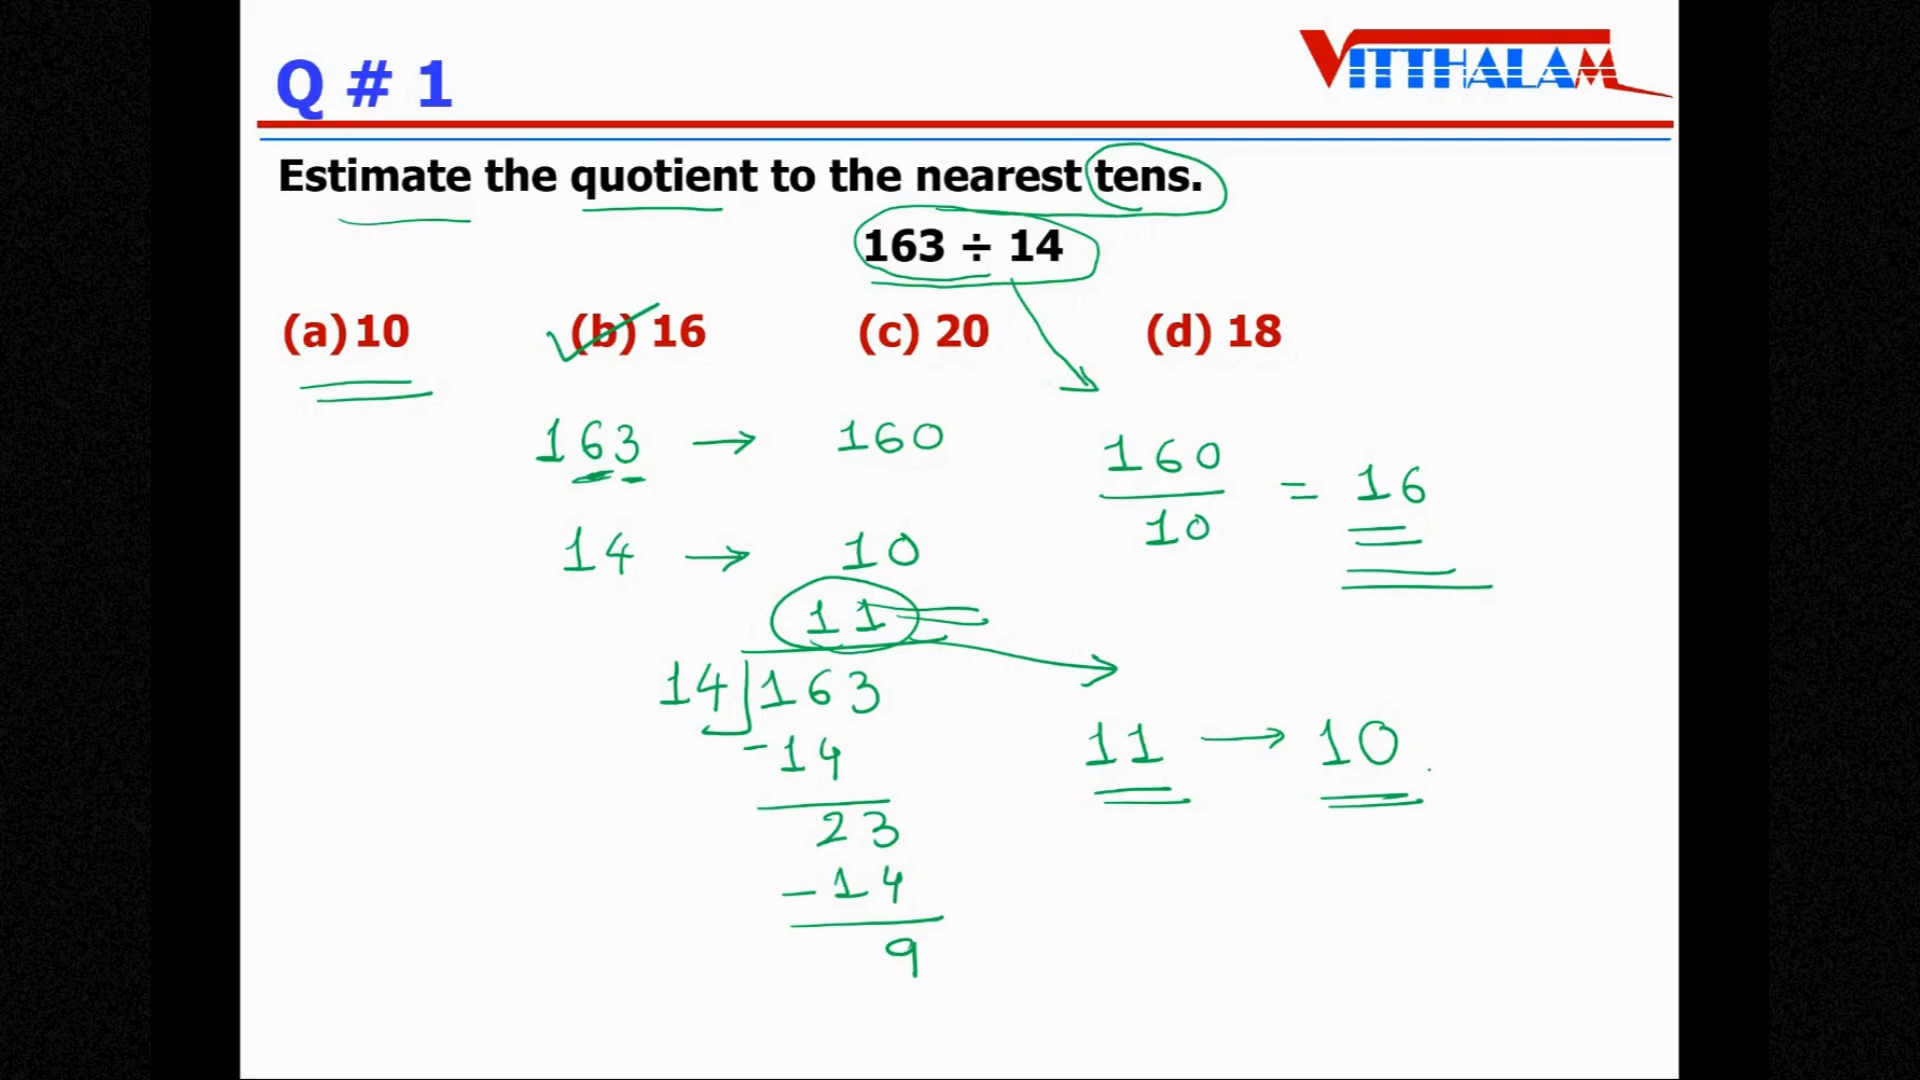 Q # 1
VITTHALAM
Estimate the quotient to the nearest tens.
163 ÷ 14
(a) 10 (b) 16 (c) 20 (d) 18
163 → 160
160
10
= 16
14 → 10
11
14 163
-14
11 → 10
23
-14
9